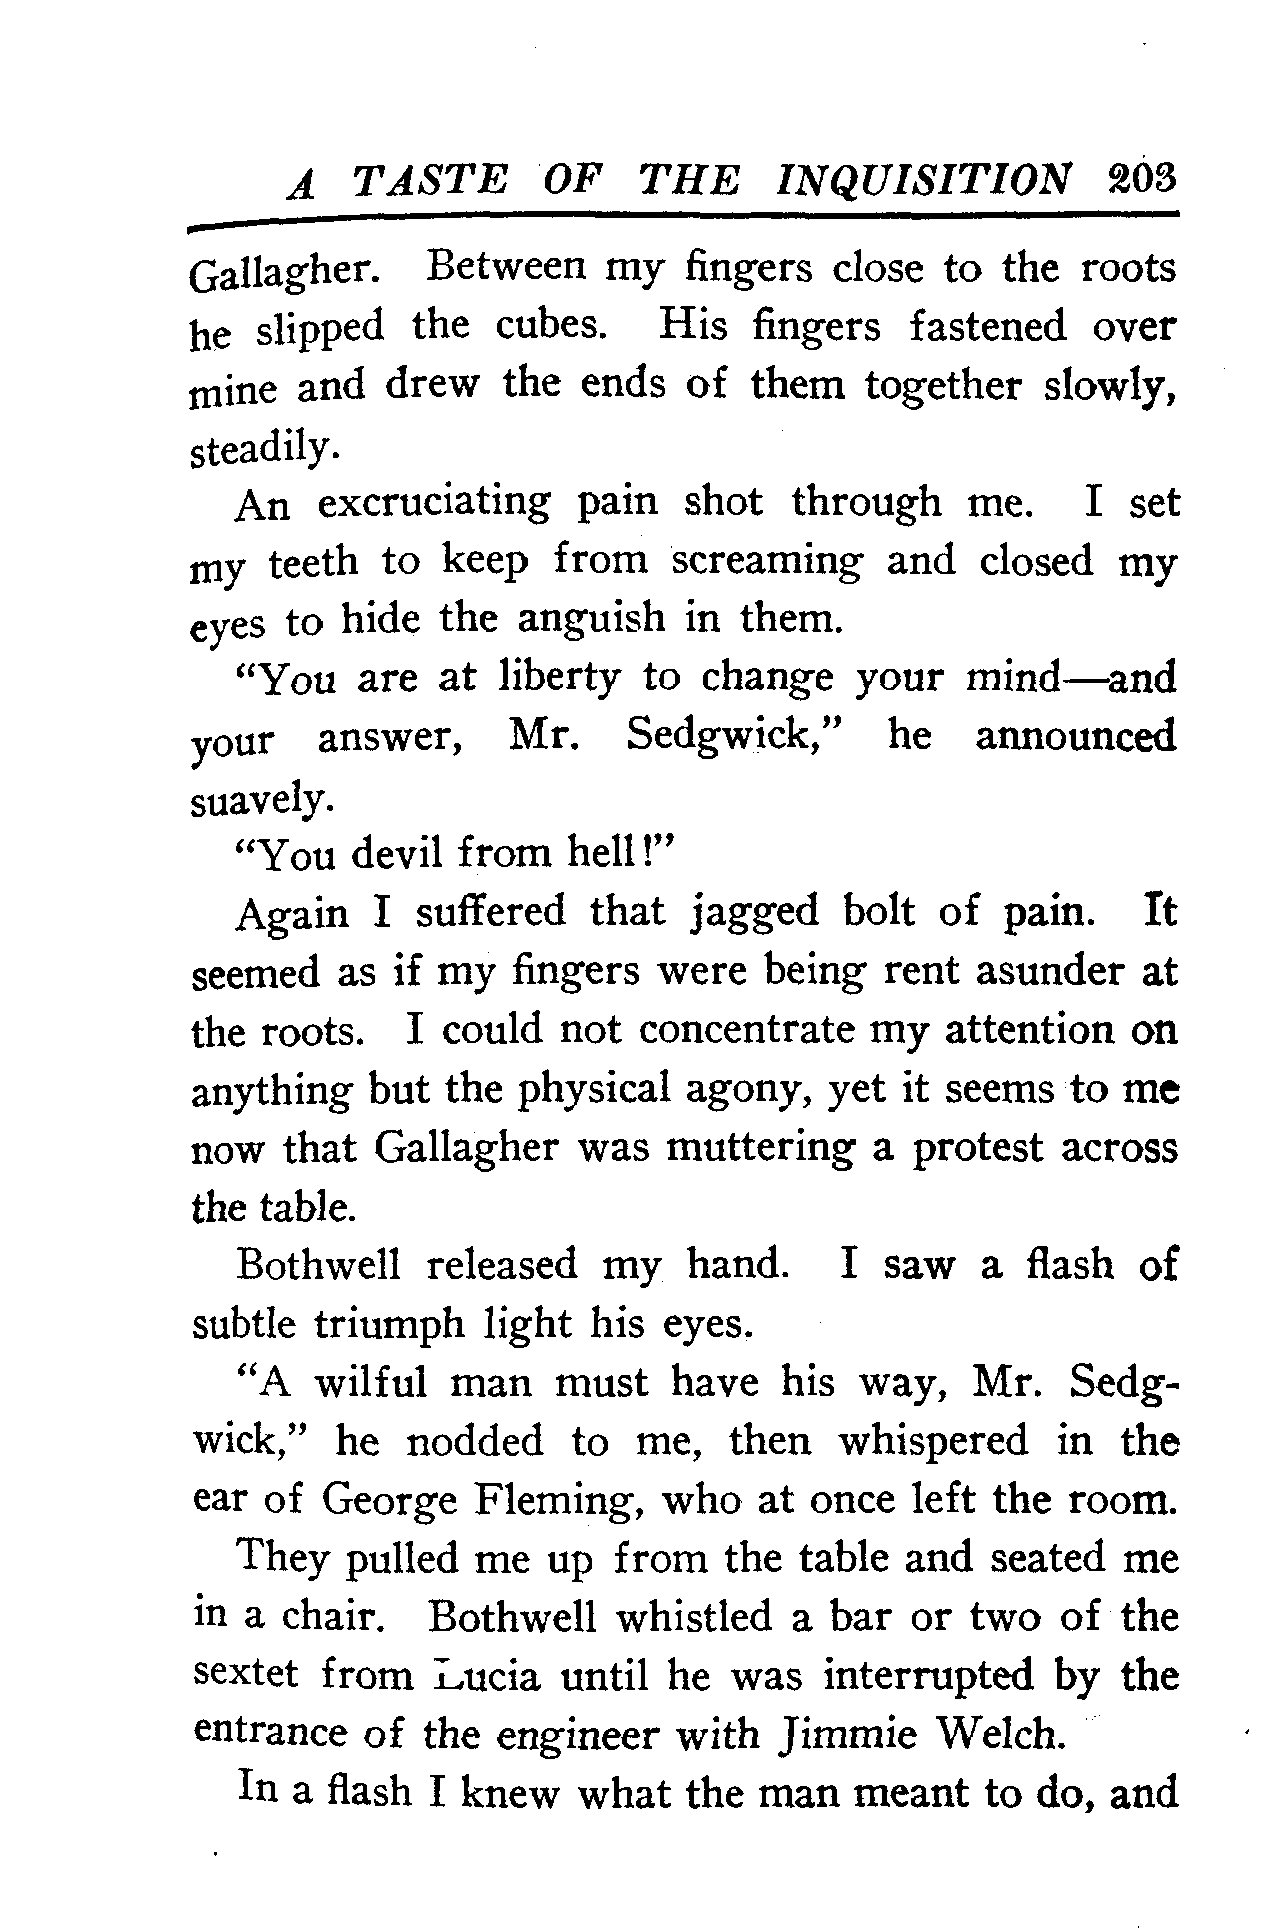 A TASTE OF THE INQUISITION 203
Gallagher. Between my fingers close to the roots
he slipped the cubes. His fingers fastened over
mine and drew the ends of them together slowly,
steadily.
An excruciating pain shot through me. I set
my teeth to keep from screaming and closed my
eyes to hide the anguish in them.
“You are at liberty to change your mind—and
your answer, Mr. Sedgwick,” he announced
suavely.
“You devil from hell!”
Again I suffered that jagged bolt of pain. It
seemed as if my fingers were being rent asunder at
the roots. I could not concentrate my attention on
anything but the physical agony, yet it seems to me
now that Gallagher was muttering a protest across
the table.
Bothwell released my hand. I saw a flash of
subtle triumph light his eyes.
“A wilful man must have his way, Mr. Sedg-
wick,” he nodded to me, then whispered in the
ear of George Fleming, who at once left the room.
They pulled me up from the table and seated me
in a chair. Bothwell whistled a bar or two of the
sextet from Lucia until he was interrupted by the
entrance of the engineer with Jimmie Welch.
In a flash I knew what the man meant to do, and